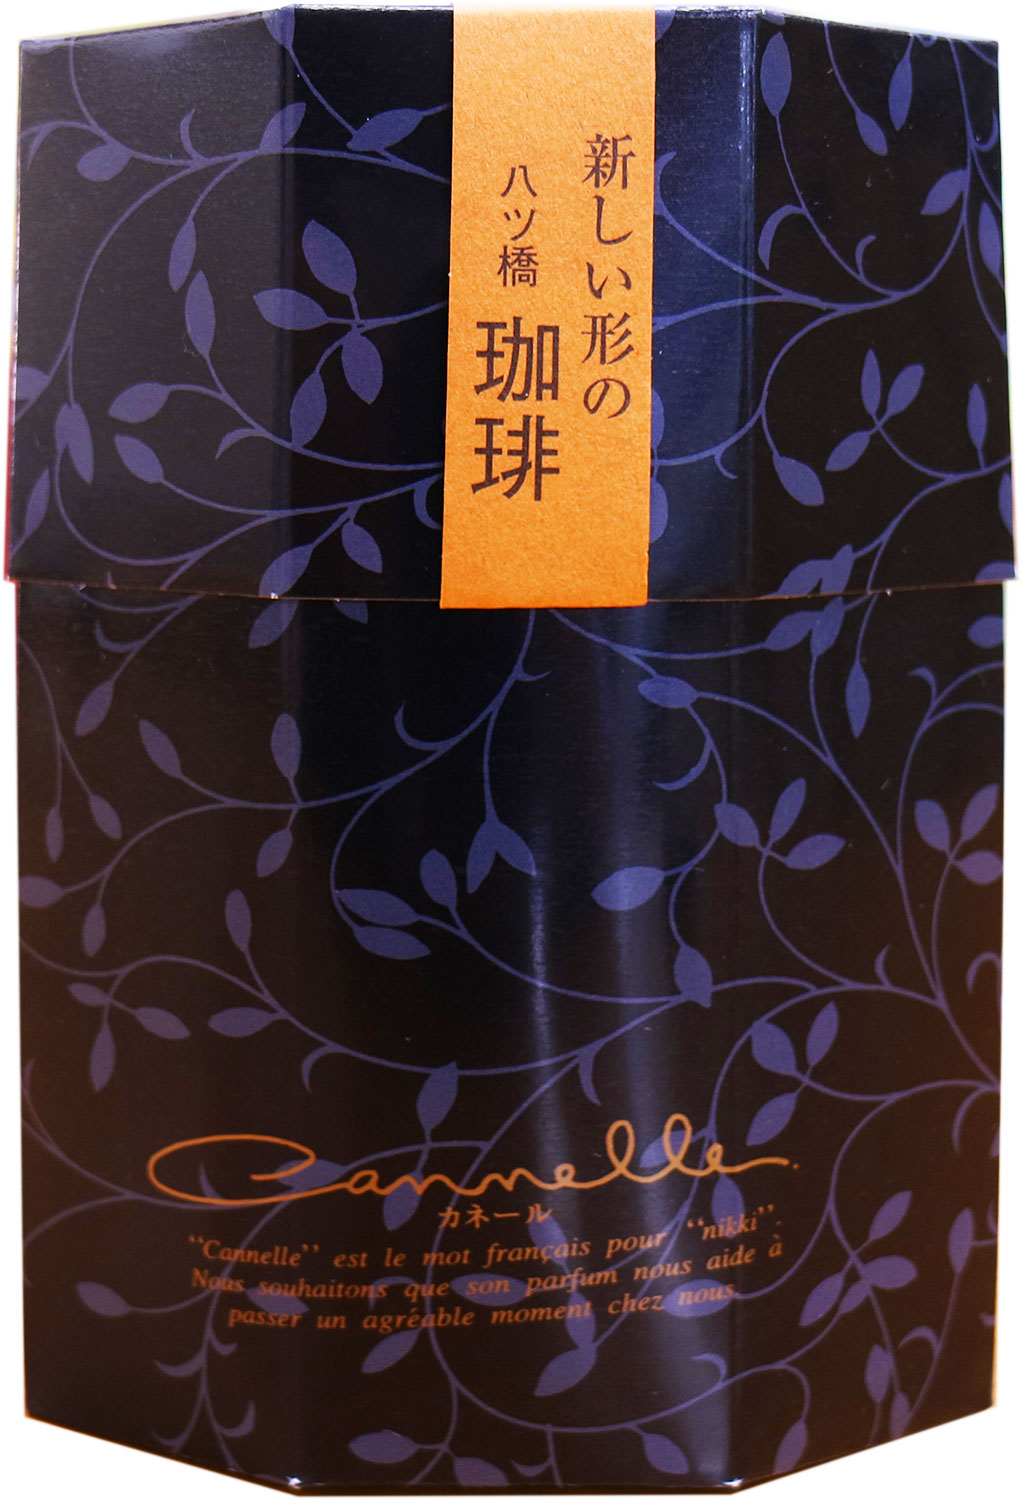 新しい形の
八ツ橋 珈琲
Cannelle
カネール
“Cannelle” est le mot français pour “nikki”.
Nous souhaitons que son parfum nous aide à
passer un agréable moment chez nous.